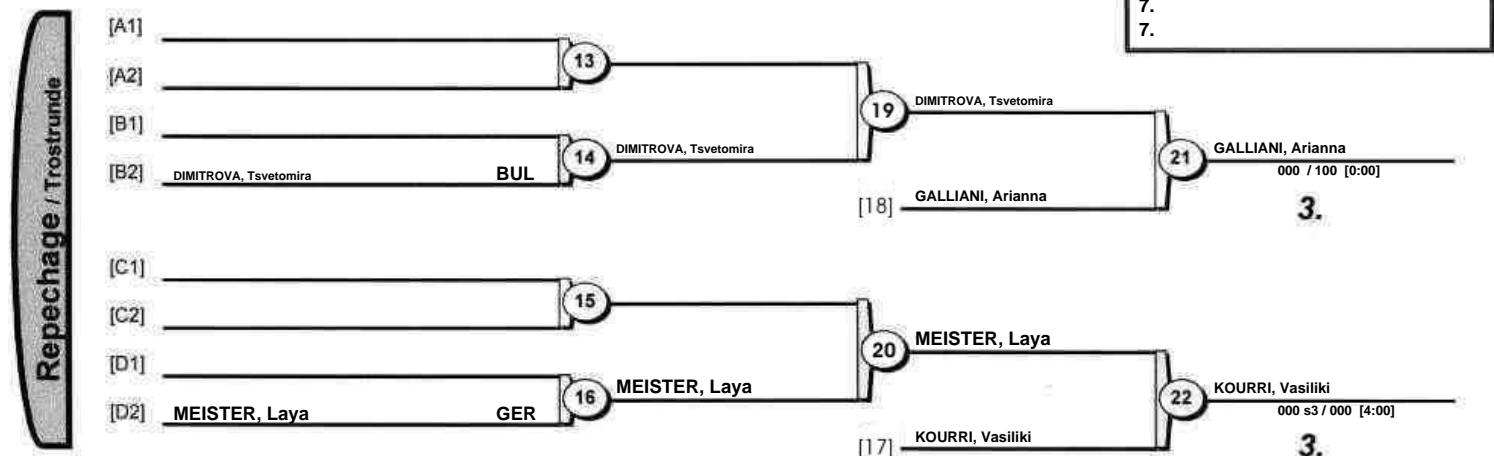 7.
7.
Repechage / Trostrunde
[A1]
[A2]
13
[B1]
[B2] DIMITROVA, Tsvetomira BUL
14 DIMITROVA, Tsvetomira
19 DIMITROVA, Tsvetomira
[18] GALLIANI, Arianna
21 GALLIANI, Arianna
000 / 100 [0:00]
3.
[C1]
[C2]
15
[D1]
[D2] MEISTER, Laya GER
16 MEISTER, Laya
20 MEISTER, Laya
[17] KOURRI, Vasiliki
22 KOURRI, Vasiliki
000 s3 / 000 [4:00]
3.